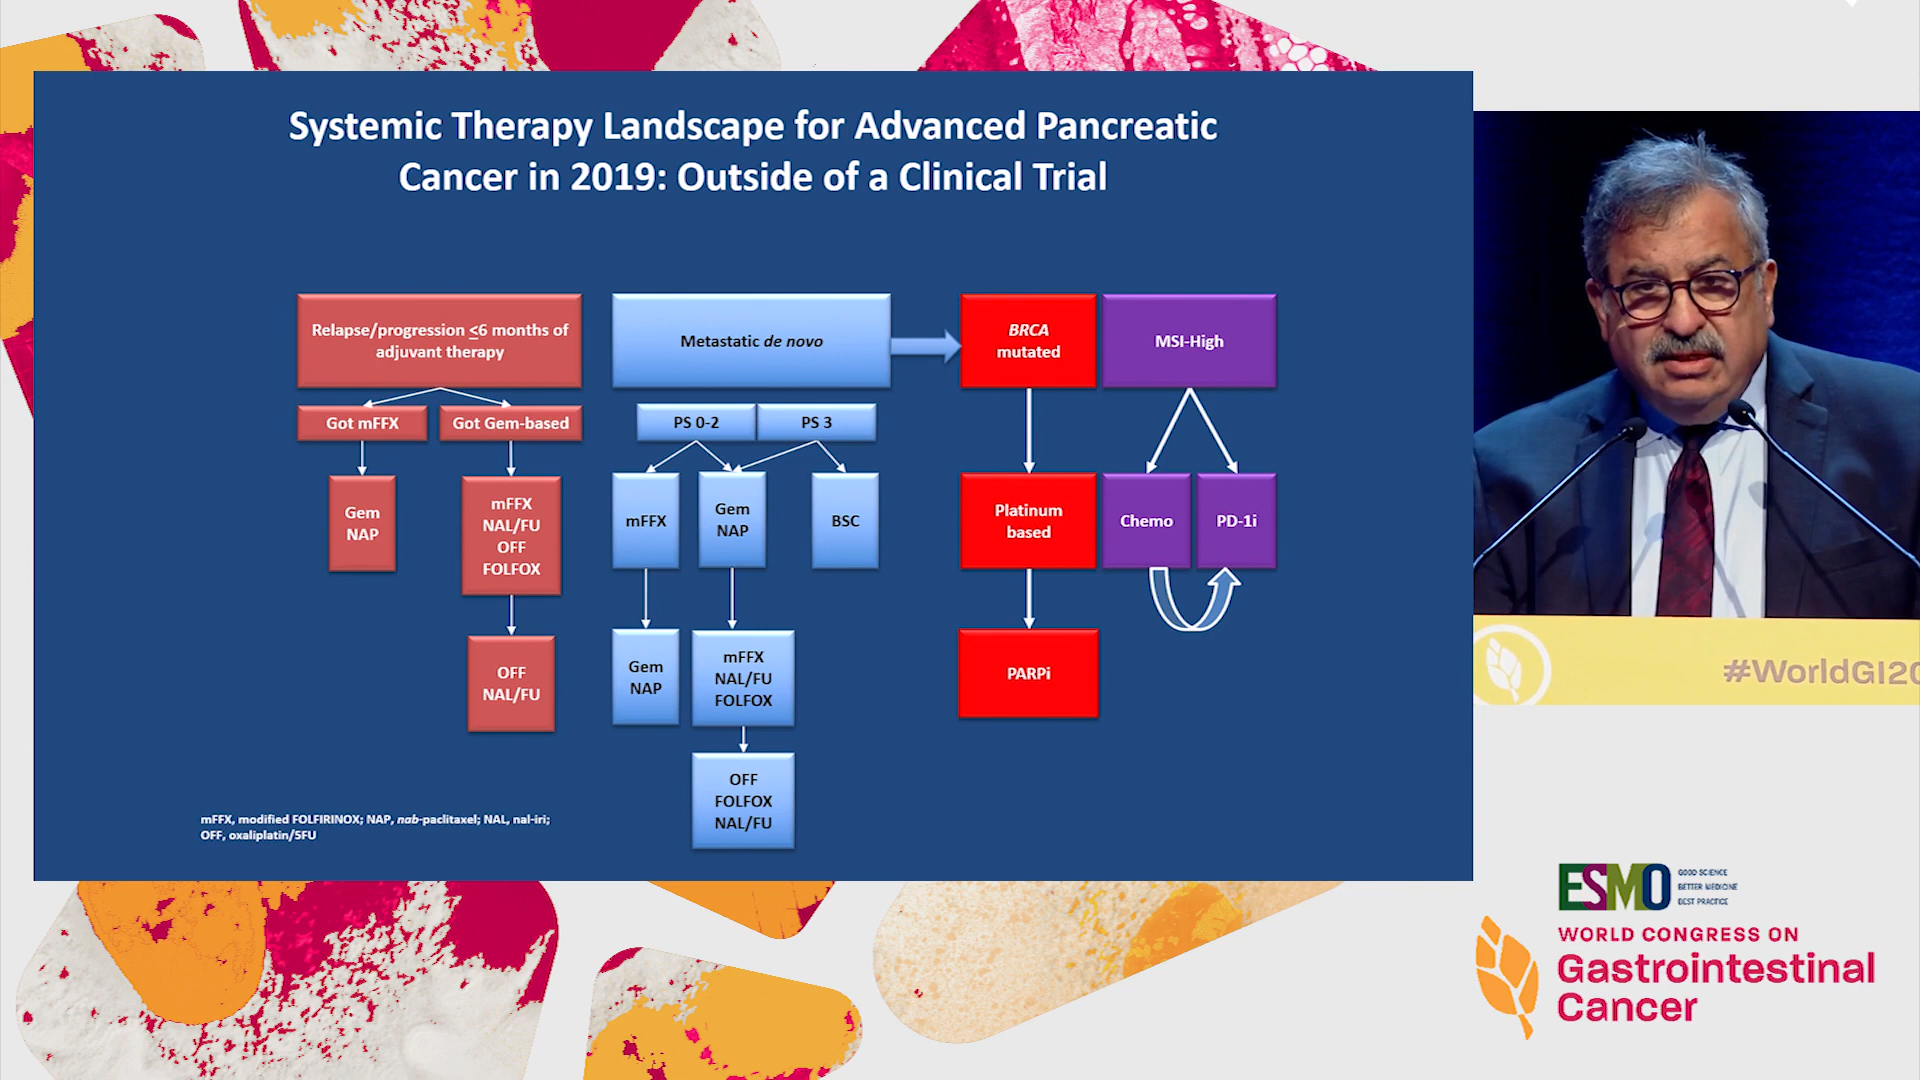 Systemic Therapy Landscape for Advanced Pancreatic
Cancer in 2019: Outside of a Clinical Trial
Relapse/progression ≤6 months of
adjuvant therapy
Metastatic de novo
BRCA
mutated
MSI-High
Got mFFX
Got Gem-based
PS 0-2
PS 3
Gem
NAP
mFFX
NAL/FU
OFF
FOLFOX
mFFX
Gem
NAP
BSC
Platinum
based
Chemo
PD-1i
OFF
NAL/FU
Gem
NAP
mFFX
NAL/FU
FOLFOX
PARPi
OFF
FOLFOX
NAL/FU
mFFX, modified FOLFIRINOX; NAP, nab-paclitaxel; NAL, nal-iri;
OFF, oxaliplatin/5FU
#WorldGI20
ESMO
GOOD SCIENCE
BETTER MEDICINE
BEST PRACTICE
WORLD CONGRESS ON
Gastrointestinal
Cancer